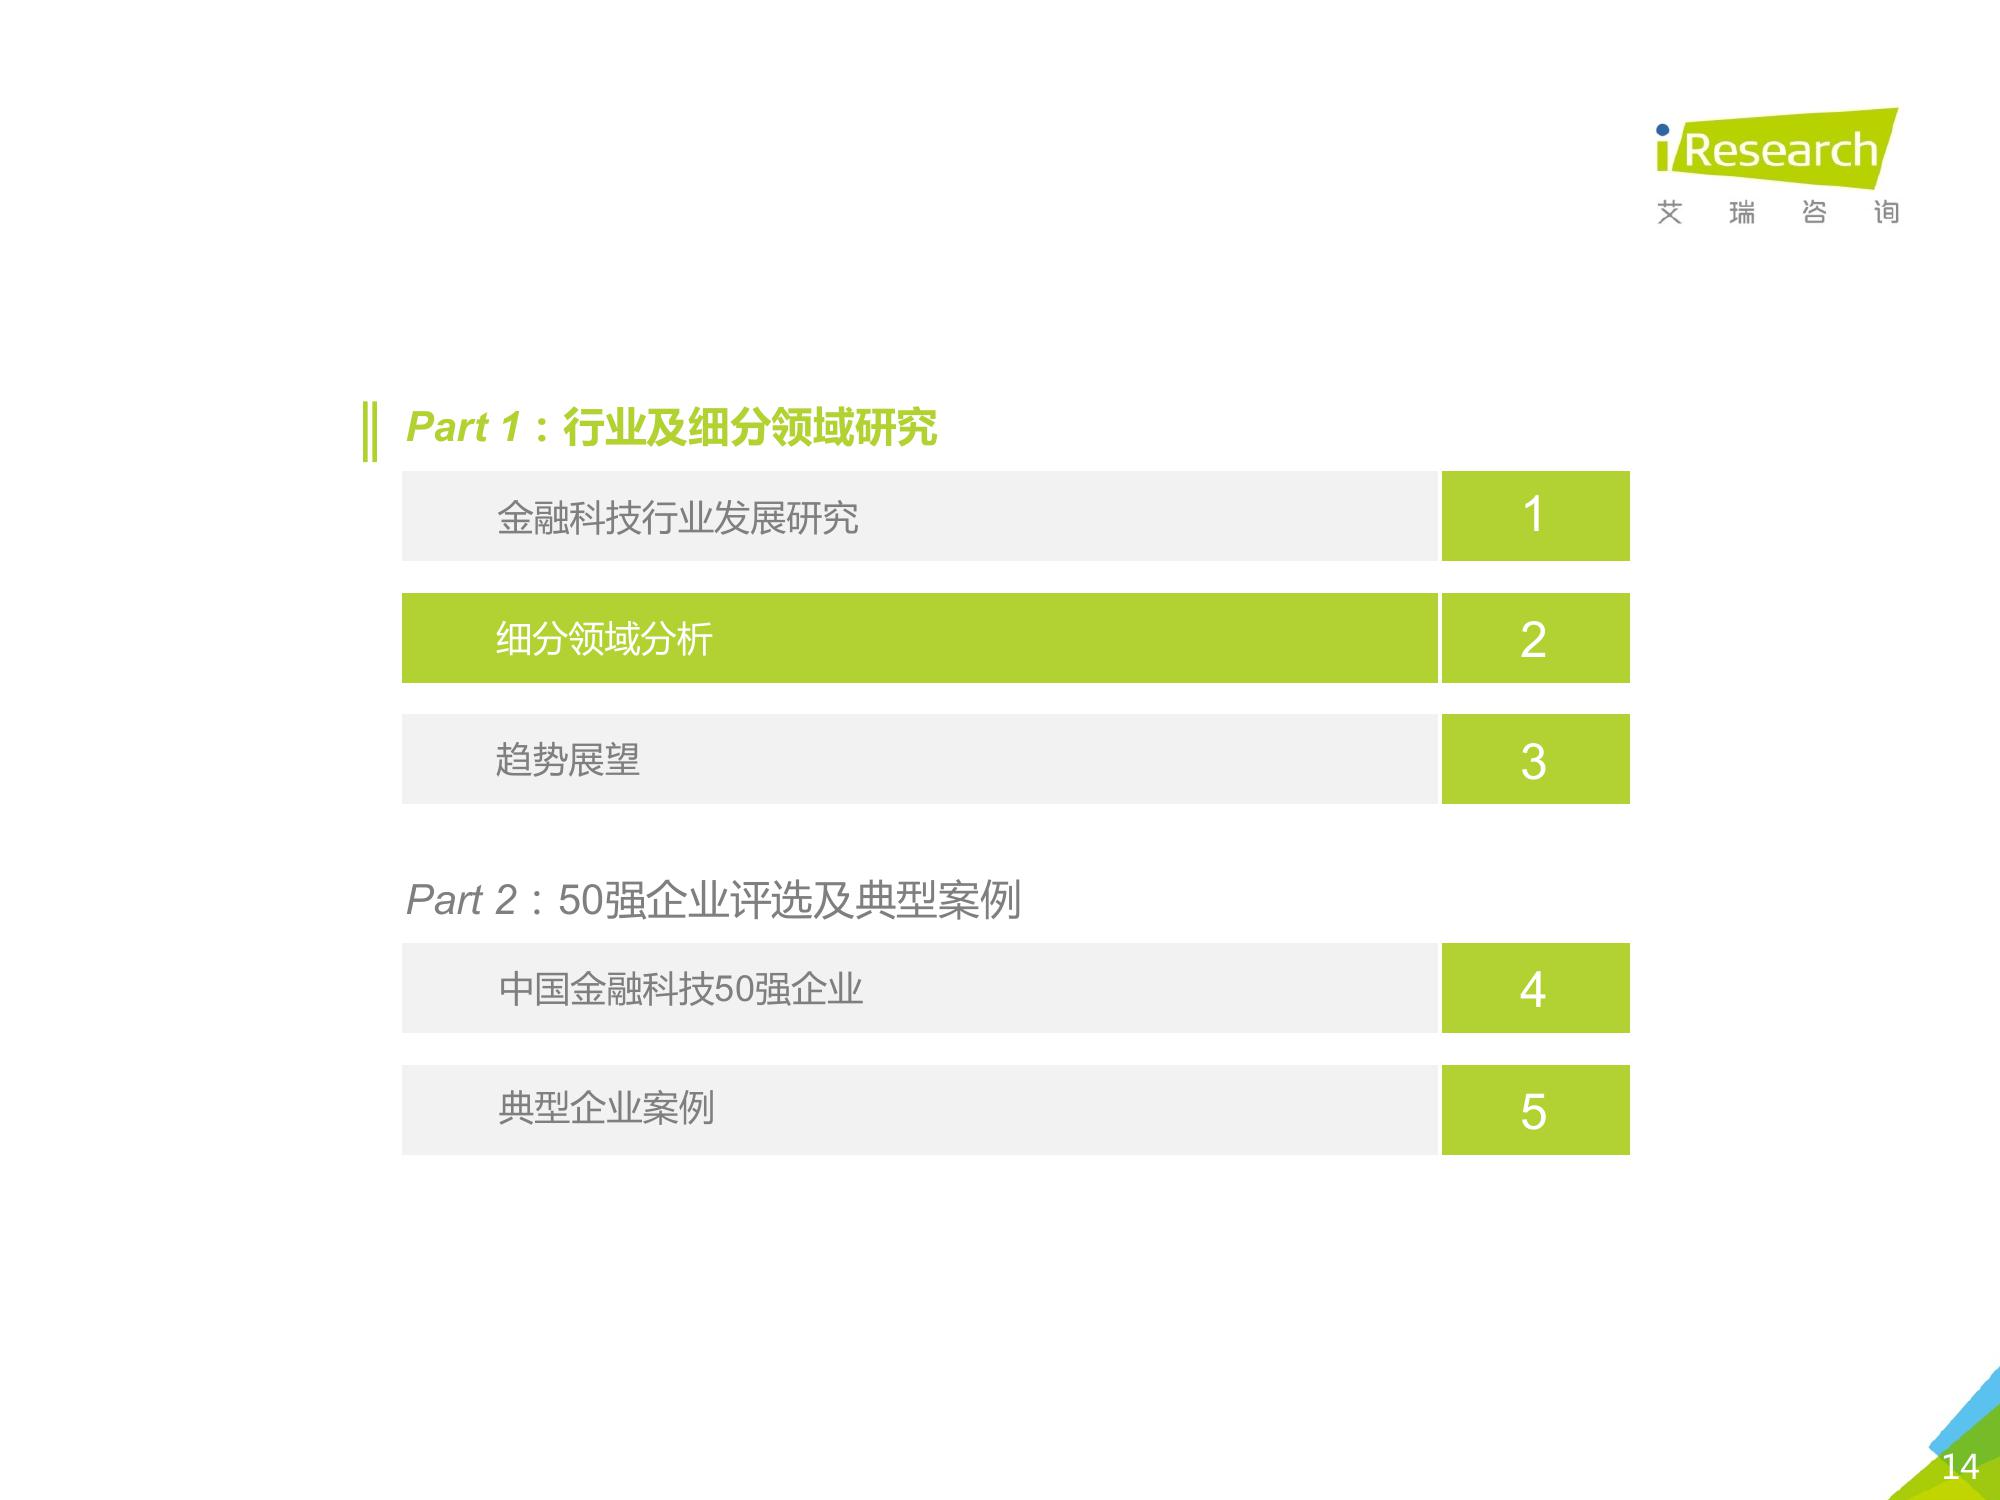 iResearch
艾瑞咨询
Part 1：行业及细分领域研究
金融科技行业发展研究 1
细分领域分析 2
趋势展望 3
Part 2：50强企业评选及典型案例
中国金融科技50强企业 4
典型企业案例 5
14